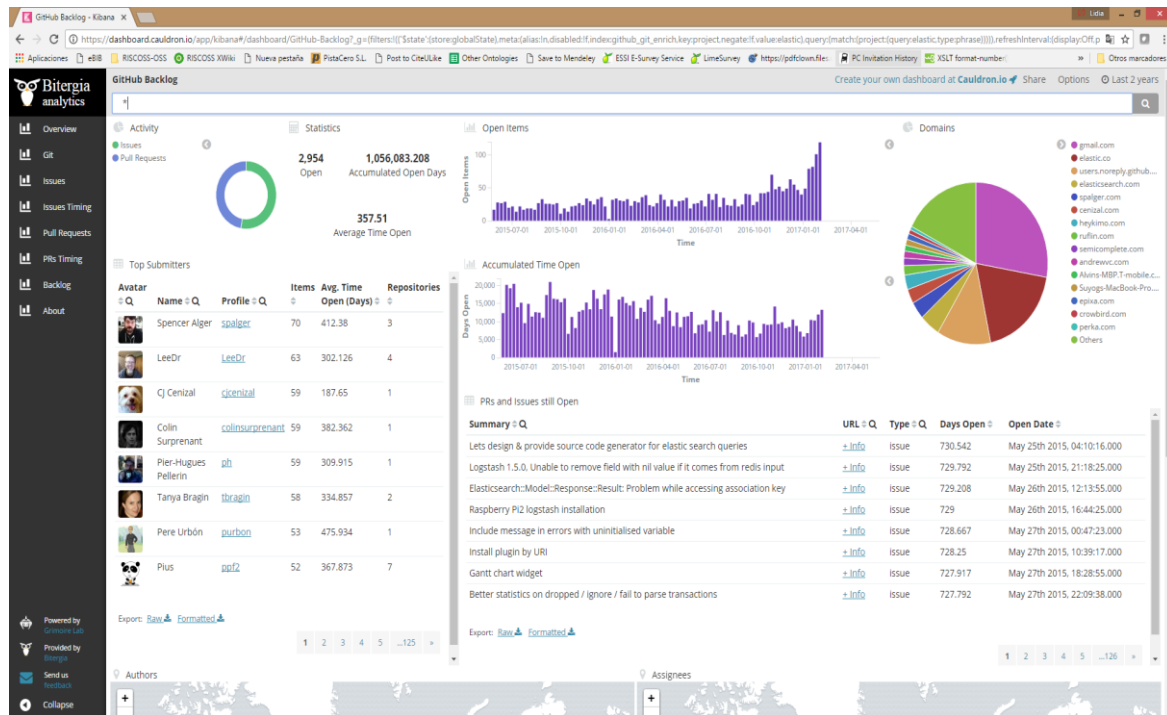 GitHub Backlog - Kibana
Lidia
https://dashboard.cauldron.io/app/kibana#/dashboard/GitHub-Backlog?_g=(filters:!(('$state':(store:globalState),meta:(alias:!n,disabled:!f,index:github_git_enrich,key:project,negate:!f,value:elastic),query:(match:(project:(query:elastic,type:phrase))))),refreshInterval:(display:Off,p
Aplicaciones eBIB RISCOSS-OSS RISCOSS XWiki Nueva pestaña PistaCero S.L. Post to CiteULike Other Ontologies Save to Mendeley ESSI E-Survey Service LimeSurvey https://pdfclown.files PC Invitation History XSLT format-number( » Otros marcadores
Bitergia analytics
GitHub Backlog
Create your own dashboard at Cauldron.io Share Options Last 2 years
*
Overview
Git
Issues
Issues Timing
Pull Requests
PRs Timing
Backlog
About
Powered by
Grimore Lab
Provided by
Bitergia
Send us
feedback
Collapse
Activity
Issues
Pull Requests
Statistics
2,954
Open
1,056,083.208
Accumulated Open Days
357.51
Average Time Open
Open Items
Open Items
100
50
0
2015-07-01 2015-10-01 2016-01-01 2016-04-01 2016-07-01 2016-10-01 2017-01-01 2017-04-01
Time
Domains
gmail.com
elastic.co
users.noreply.github....
elasticsearch.com
spalger.com
cenizal.com
heykimo.com
ruflin.com
semicomplete.com
andrewvc.com
Alvins-MBP.T-mobile.c...
Suyogs-MacBook-Pro....
epixa.com
crowbird.com
perka.com
Others
Top Submitters
Avatar Name Profile Items Avg. Time Open (Days) Repositories
Spencer Alger spalger 70 412.38 3
LeeDr LeeDr 63 302.126 4
CJ Cenizal cjcenizal 59 187.65 1
Colin Surprenant colinsurprenant 59 382.362 1
Pier-Hugues Pellerin ph 59 309.915 1
Tanya Bragin tbragin 58 334.857 2
Pere Urbón purbon 53 475.934 1
Pius ppf2 52 367.873 7
Export: Raw Formatted
1 2 3 4 5 ...125 »
Accumulated Time Open
Days Open
20,000
15,000
10,000
5,000
0
2015-07-01 2015-10-01 2016-01-01 2016-04-01 2016-07-01 2016-10-01 2017-01-01 2017-04-01
Time
PRs and Issues still Open
Summary URL Type Days Open Open Date
Lets design & provide source code generator for elastic search queries + Info issue 730.542 May 25th 2015, 04:10:16.000
Logstash 1.5.0, Unable to remove field with nil value if it comes from redis input + Info issue 729.792 May 25th 2015, 21:18:25.000
Elasticsearch::Model::Response::Result: Problem while accessing association key + Info issue 729.208 May 26th 2015, 12:13:55.000
Raspberry Pi2 logstash installation + Info issue 729 May 26th 2015, 16:44:25.000
Include message in errors with uninitialised variable + Info issue 728.667 May 27th 2015, 00:47:23.000
Install plugin by URI + Info issue 728.25 May 27th 2015, 10:39:17.000
Gantt chart widget + Info issue 727.917 May 27th 2015, 18:28:55.000
Better statistics on dropped / ignore / fail to parse transactions + Info issue 727.792 May 27th 2015, 22:09:38.000
Export: Raw Formatted
1 2 3 4 5 ...126 »
Authors
+
Assignees
+